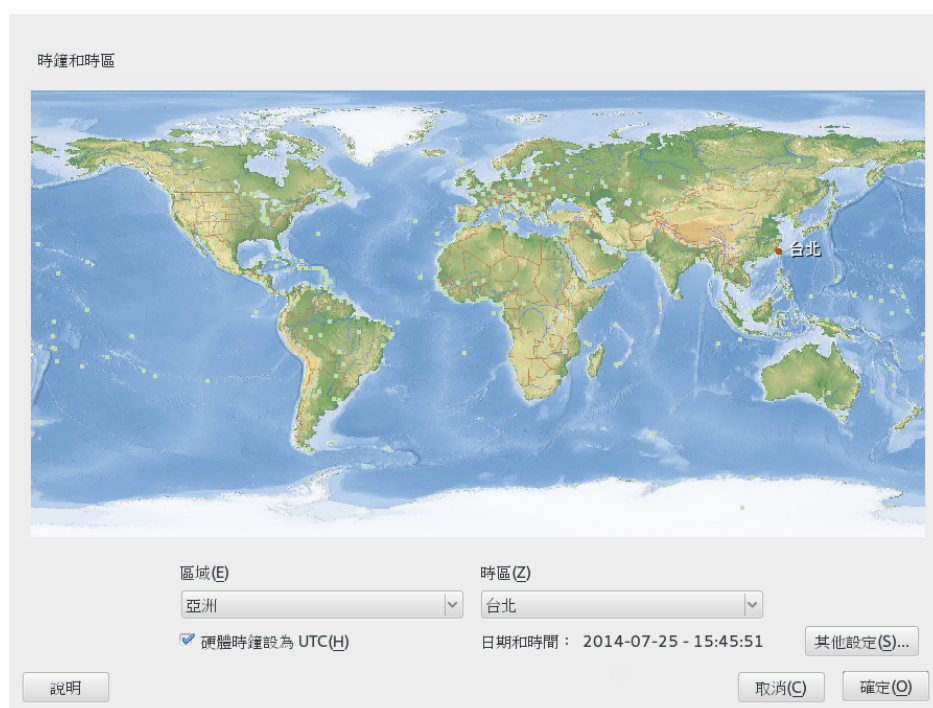 時鐘和時區
台北
區域(E)
時區(Z)
亞洲
台北
硬體時鐘設為 UTC(H)
日期和時間： 2014-07-25 - 15:45:51
其他設定(S)...
說明
取消(C)
確定(O)